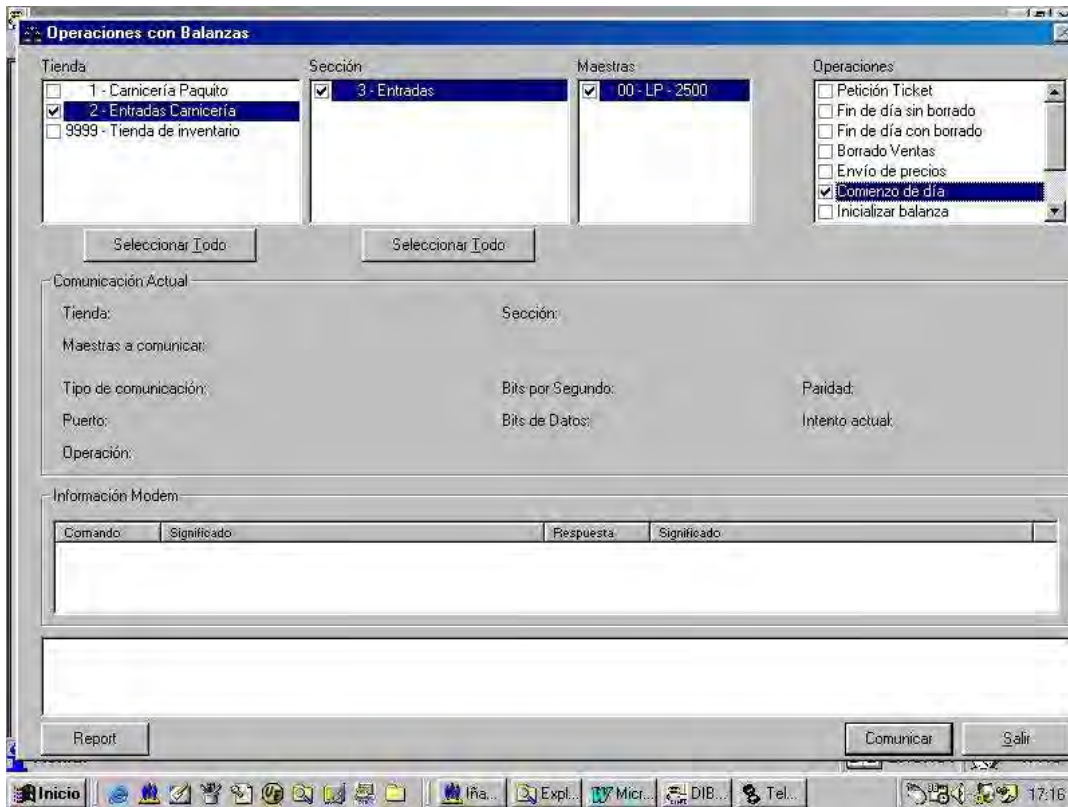 Operaciones con Balanzas
Tienda Sección Maestras Operaciones
1 - Carnicería Paquito
2 - Entradas Carnicería
9999 - Tienda de inventario
3 - Entradas
00 - LP - 2500
Petición Ticket
Fin de día sin borrado
Fin de día con borrado
Borrado Ventas
Envío de precios
Comienzo de día
Inicializar balanza
Seleccionar Todo Seleccionar Todo
Comunicación Actual
Tienda: Sección:
Maestras a comunicar:
Tipo de comunicación: Bits por Segundo: Paridad:
Puerto: Bits de Datos: Intento actual:
Operación:
Información Modem
Comando Significado Respuesta Significado
Report Comunicar Salir
Inicio Iña... Expl... Micr... DIB... Tel... 17:16